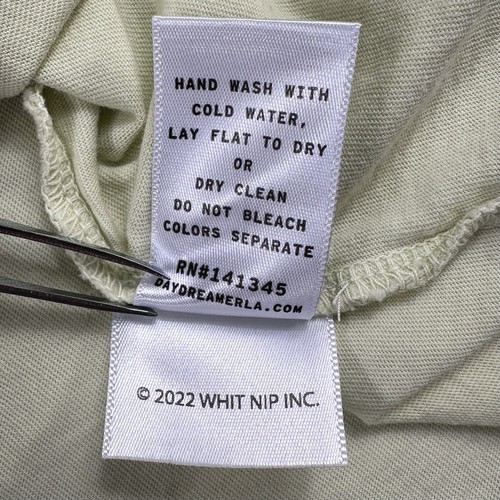 HAND WASH WITH
COLD WATER,
LAY FLAT TO DRY
OR
DRY CLEAN
DO NOT BLEACH
COLORS SEPARATE
RN#141345
DAYDREAMERLA.COM
© 2022 WHIT NIP INC.